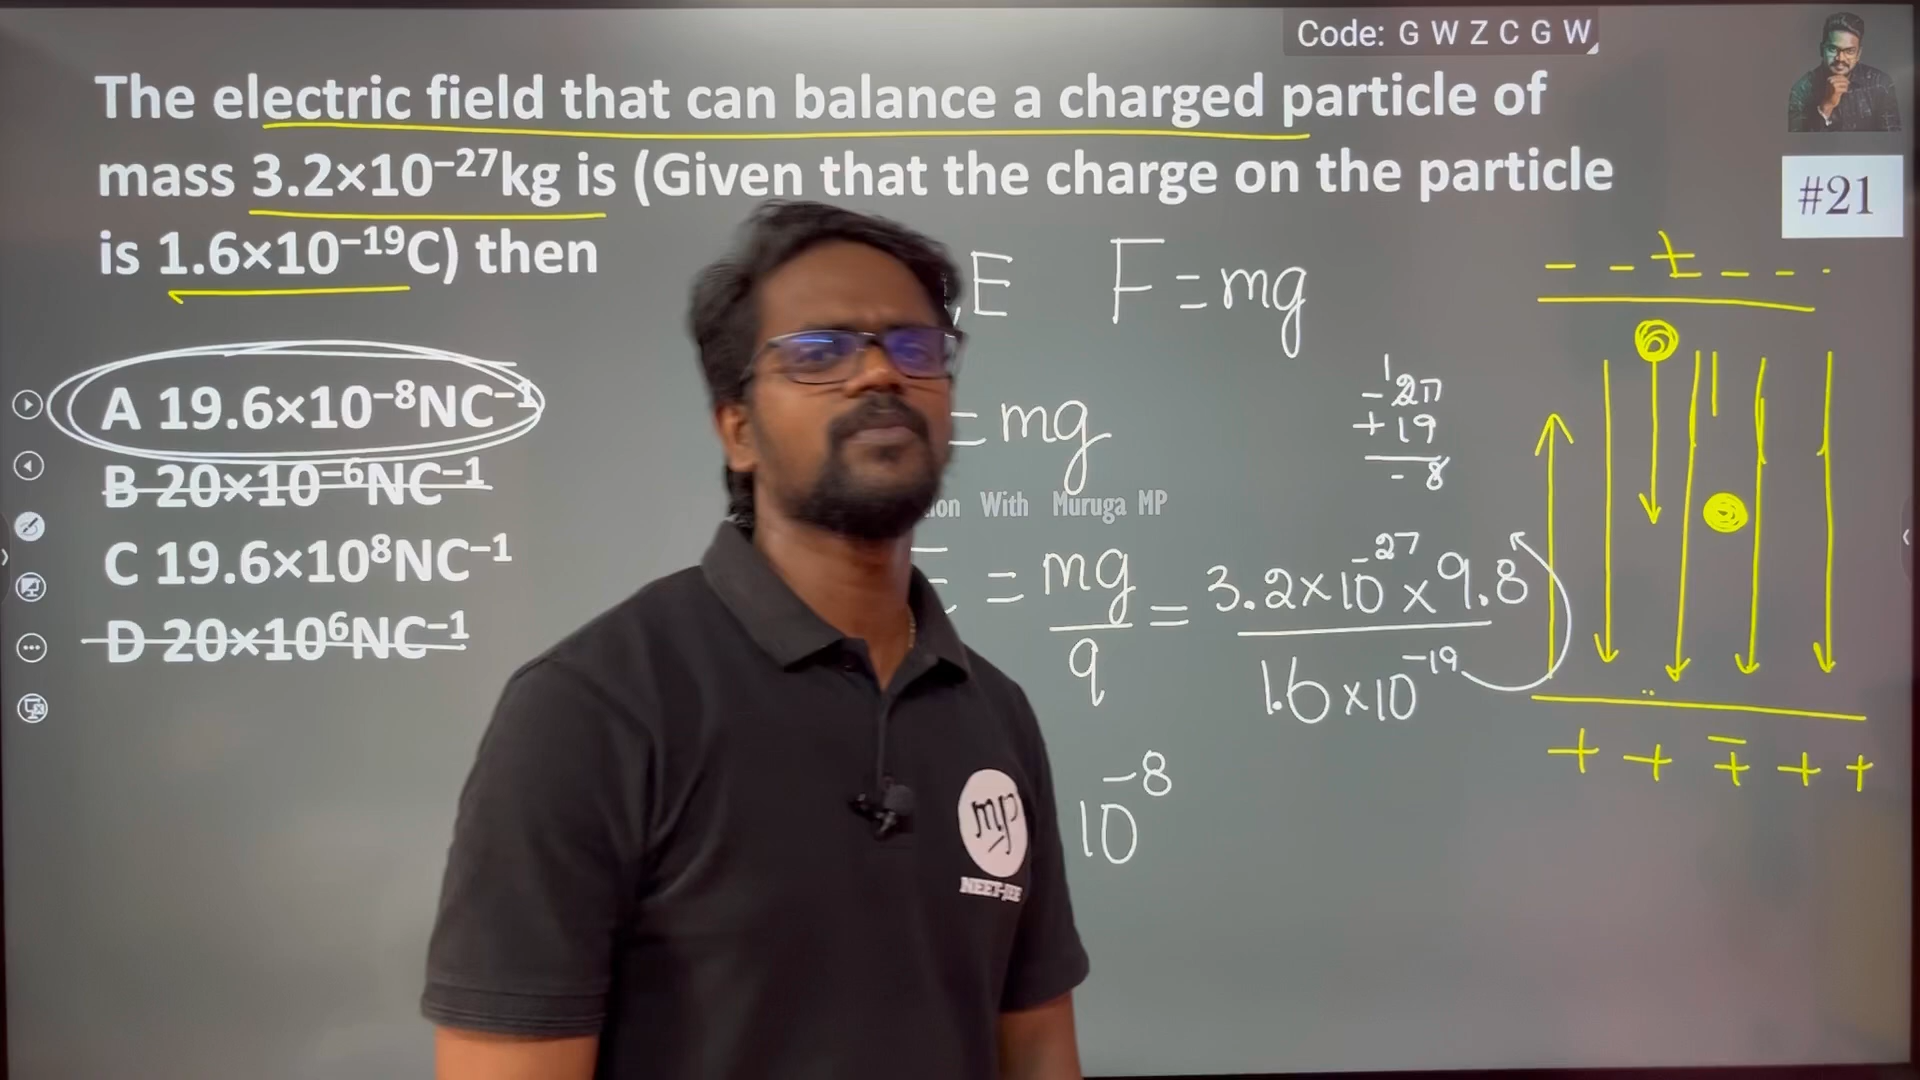 Code: G W Z C G W
The electric field that can balance a charged particle of
mass 3.2×10⁻²⁷kg is (Given that the charge on the particle
is 1.6×10⁻¹⁹C) then
#21
A 19.6×10⁻⁸NC⁻¹
B 20×10⁻⁶NC⁻¹
C 19.6×10⁸NC⁻¹
D 20×10⁶NC⁻¹
E F = mg
= mg
With Muruga MP
= mg/q = 3.2×10⁻²⁷×9.8 / 1.6×10⁻¹⁹
10⁻⁸
-27
+19
-8
+ + + + +
mp
NEET-JEE